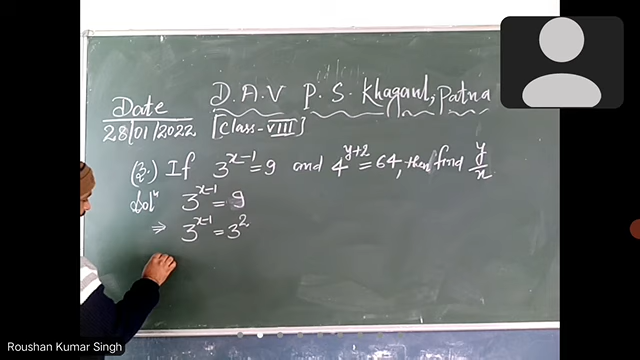 D.A.V P.S. Khagaul, Patna
Date
28/01/2022 [Class-VIII]
(Q.) If 3^{x-1} = 9 and 4^{y+2} = 64, then find y/x
Solⁿ 3^{x-1} = 9
⇒ 3^{x-1} = 3^2
Roushan Kumar Singh